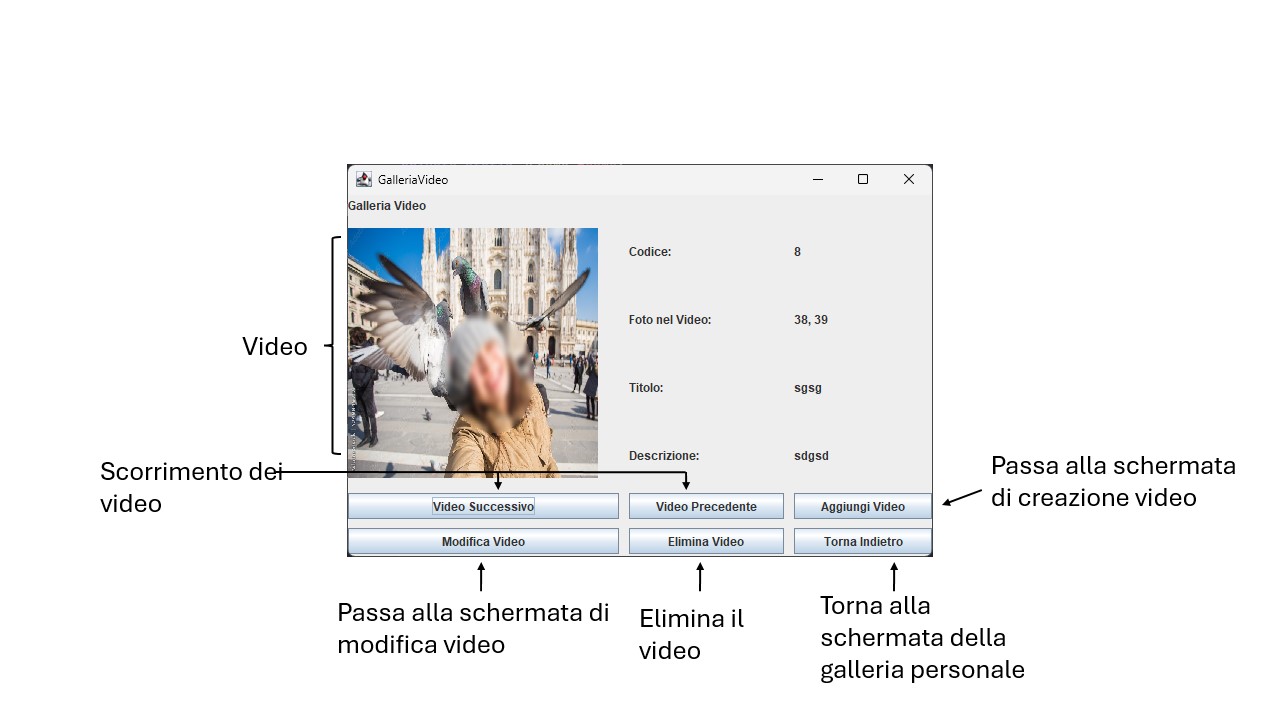 GalleriaVideo
Galleria Video
Codice: 8
Foto nel Video: 38, 39
Titolo: sgsg
Descrizione: sdgsd
Video
Scorrimento dei
video
Passa alla schermata
di creazione video
Video Successivo
Video Precedente
Aggiungi Video
Modifica Video
Elimina Video
Torna Indietro
Passa alla schermata di
modifica video
Elimina il
video
Torna alla
schermata della
galleria personale